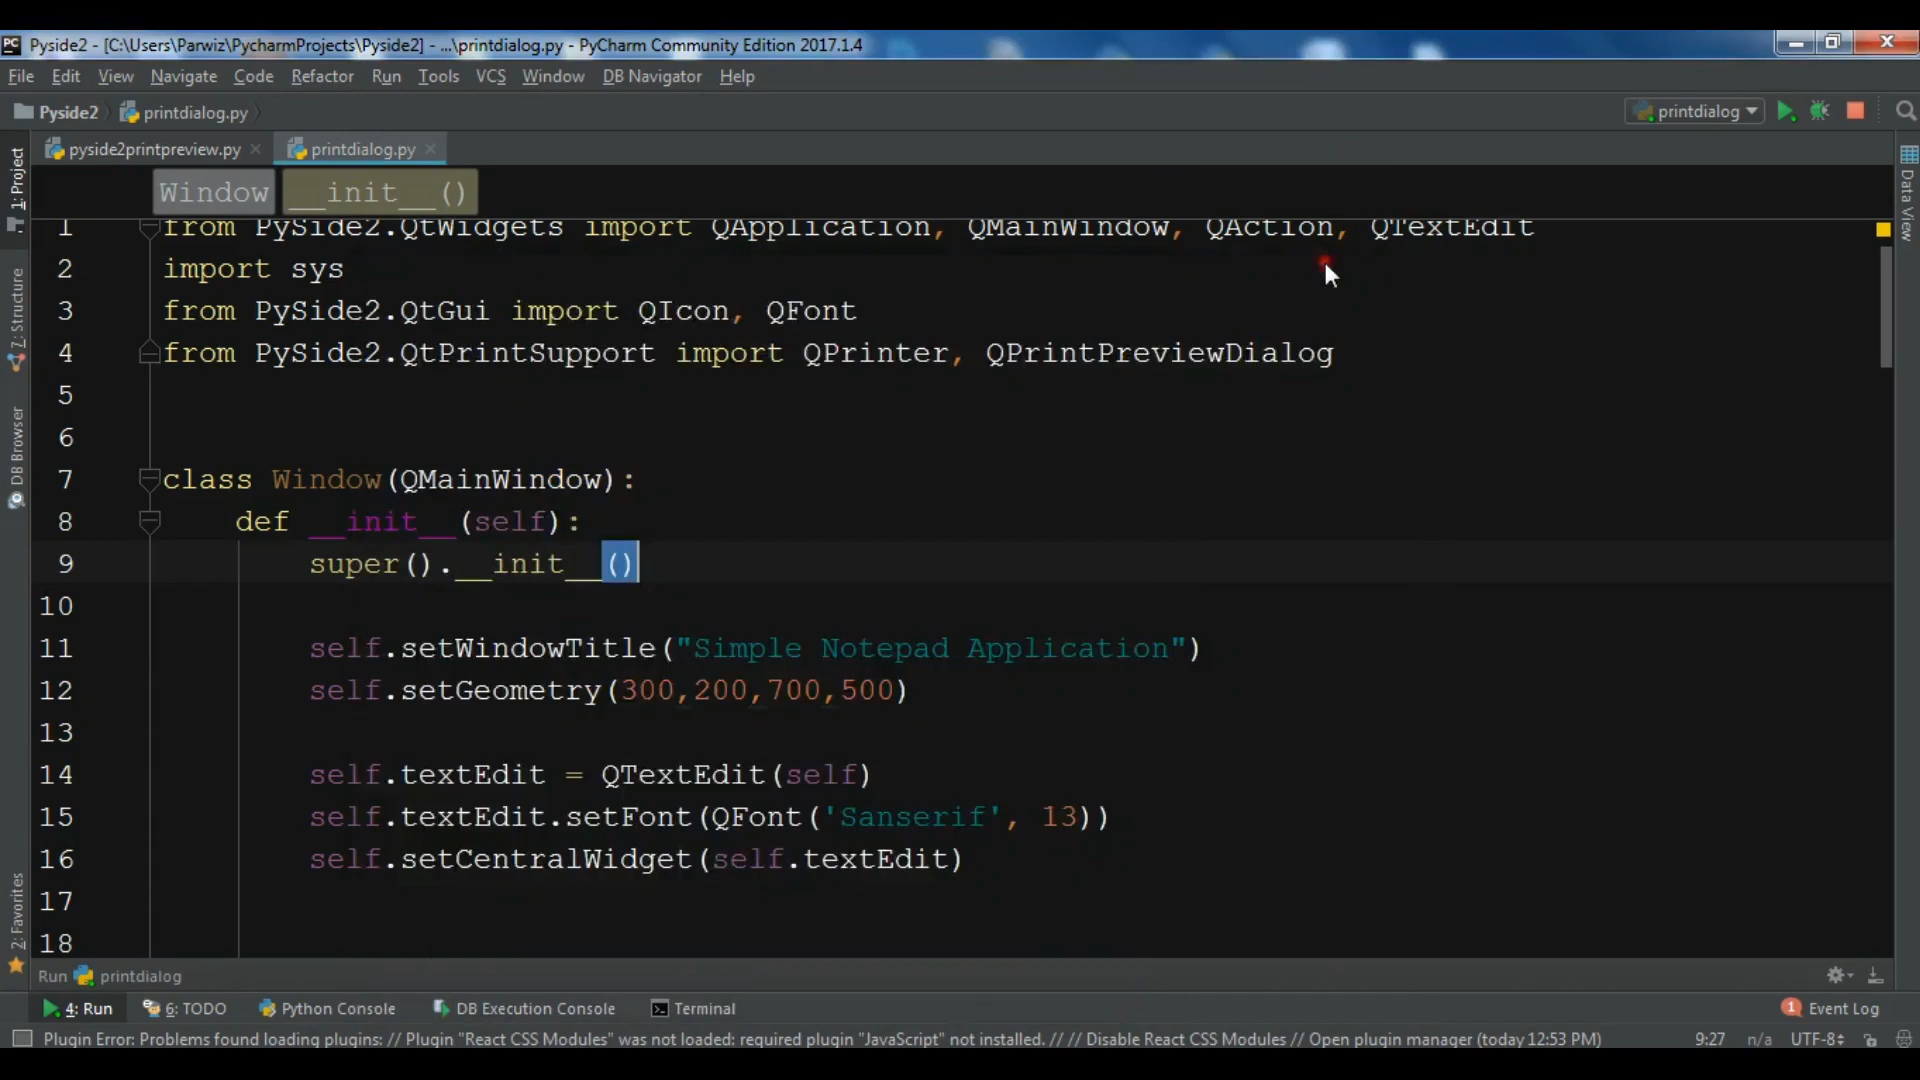 Pyside2 - [C:\Users\Parwiz\PycharmProjects\Pyside2] - ...\printdialog.py - PyCharm Community Edition 2017.1.4
File Edit View Navigate Code Refactor Run Tools VCS Window DB Navigator Help
Pyside2 printdialog.py printdialog
pyside2printpreview.py printdialog.py
Window __init__()
1 from PySide2.QtWidgets import QApplication, QMainWindow, QAction, QTextEdit
2 import sys
3 from PySide2.QtGui import QIcon, QFont
4 from PySide2.QtPrintSupport import QPrinter, QPrintPreviewDialog
5
6
7 class Window(QMainWindow):
8 def __init__(self):
9 super().__init__()
10
11 self.setWindowTitle("Simple Notepad Application")
12 self.setGeometry(300,200,700,500)
13
14 self.textEdit = QTextEdit(self)
15 self.textEdit.setFont(QFont('Sanserif', 13))
16 self.setCentralWidget(self.textEdit)
17
18
1: Project
7: Structure
DB Browser
2: Favorites
Data View
Run printdialog
4: Run 6: TODO Python Console DB Execution Console Terminal 1 Event Log
Plugin Error: Problems found loading plugins: // Plugin "React CSS Modules" was not loaded: required plugin "JavaScript" not installed. // // Disable React CSS Modules // Open plugin manager (today 12:53 PM) 9:27 n/a UTF-8